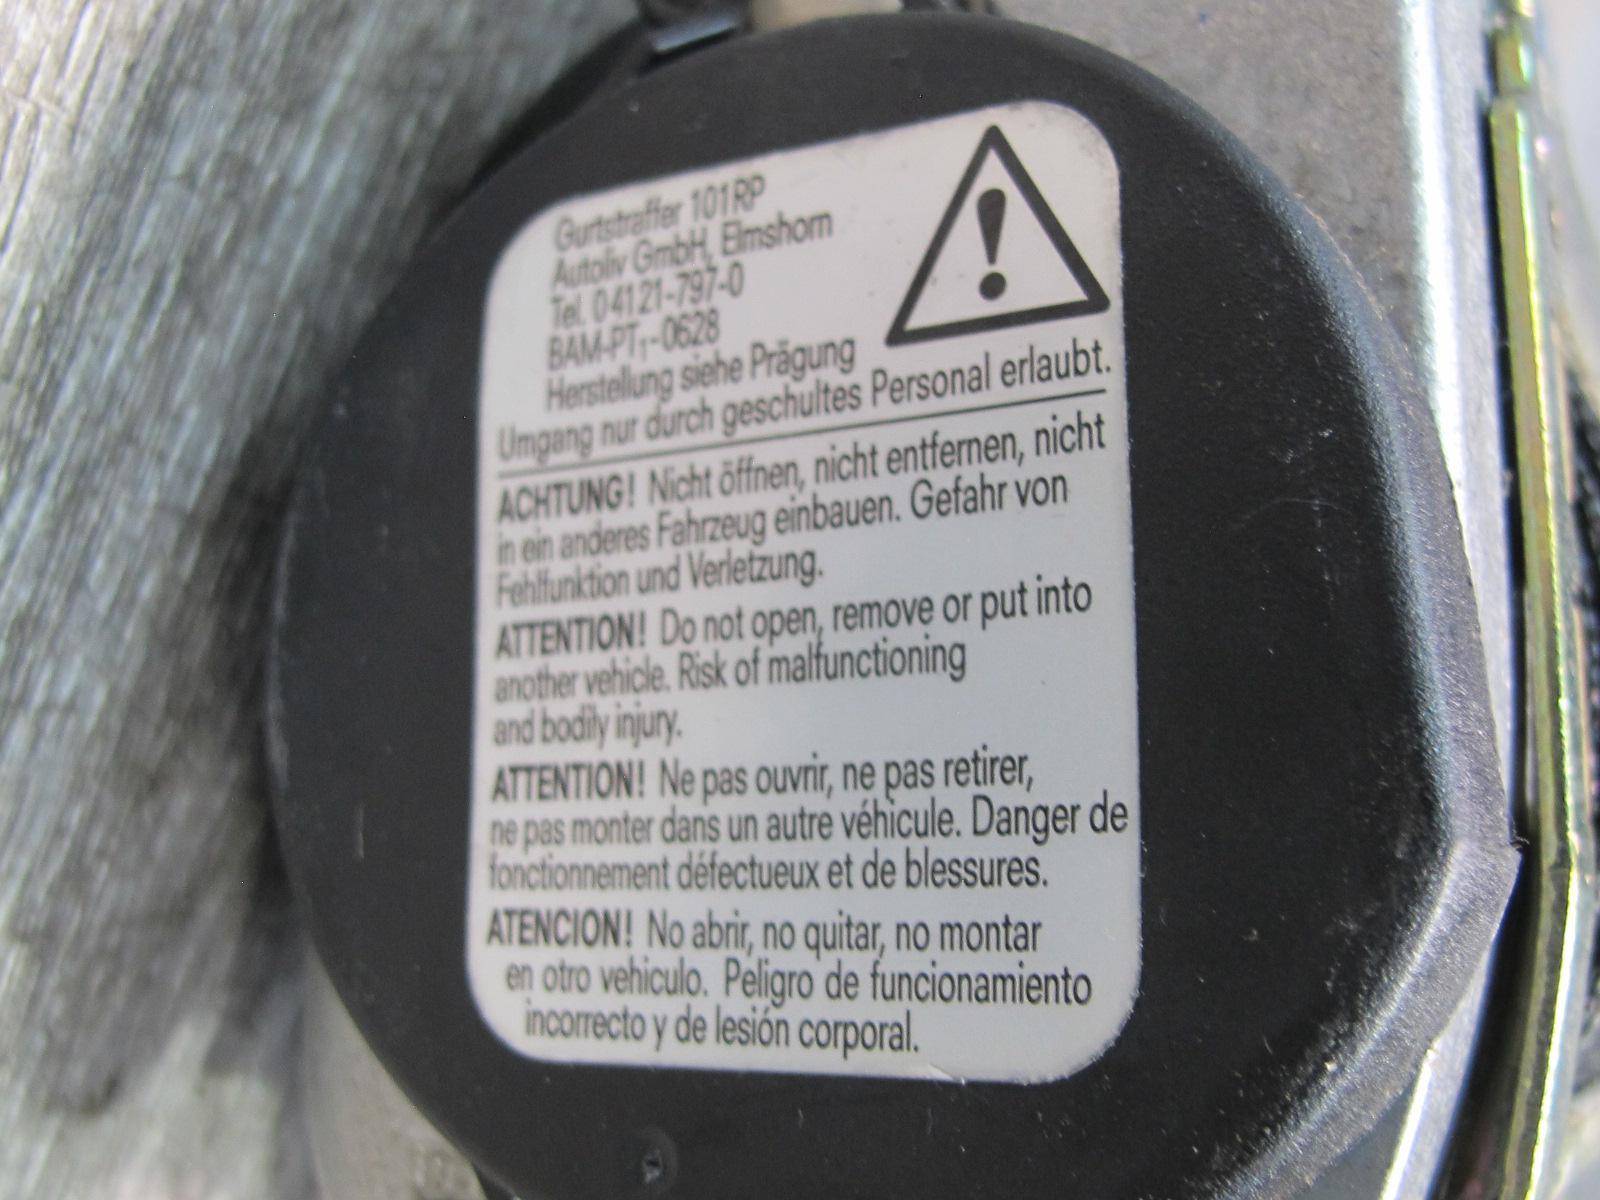 Gurtstraffer 101RP
Autoliv GmbH, Elmshorn
Tel. 04121-797-0
BAM-PT₁-0628
Herstellung siehe Prägung
Umgang nur durch geschultes Personal erlaubt.
ACHTUNG! Nicht öffnen, nicht entfernen, nicht
in ein anderes Fahrzeug einbauen. Gefahr von
Fehlfunktion und Verletzung.
ATTENTION! Do not open, remove or put into
another vehicle. Risk of malfunctioning
and bodily injury.
ATTENTION! Ne pas ouvrir, ne pas retirer,
ne pas monter dans un autre véhicule. Danger de
fonctionnement défectueux et de blessures.
ATENCION! No abrir, no quitar, no montar
en otro vehiculo. Peligro de funcionamiento
incorrecto y de lesión corporal.